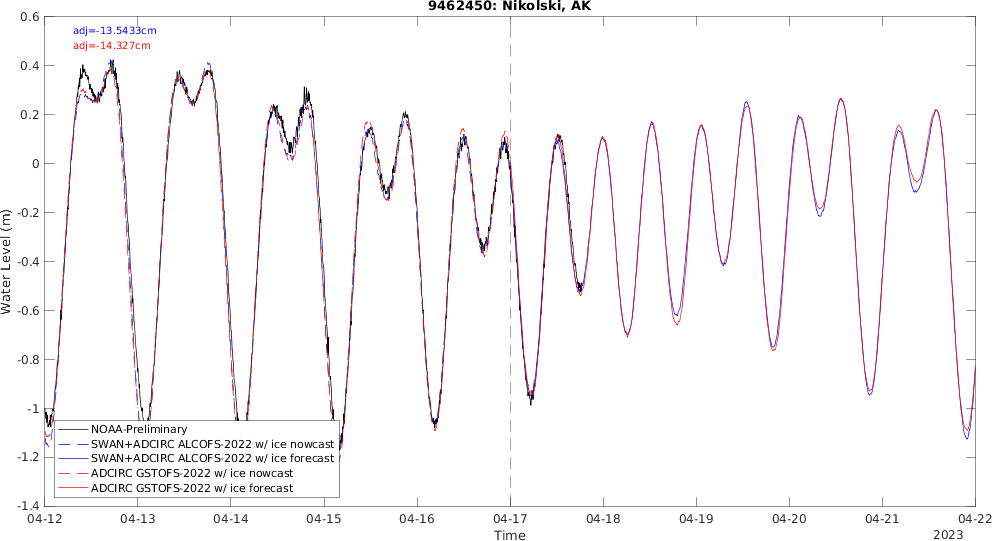 9462450: Nikolski, AK
adj=-13.5433cm
adj=-14.327cm
0.6
0.4
0.2
0
-0.2
-0.4
-0.6
-0.8
-1
-1.2
-1.4
Water Level (m)
NOAA-Preliminary
SWAN+ADCIRC ALCOFS-2022 w/ ice nowcast
SWAN+ADCIRC ALCOFS-2022 w/ ice forecast
ADCIRC GSTOFS-2022 w/ ice nowcast
ADCIRC GSTOFS-2022 w/ ice forecast
04-12 04-13 04-14 04-15 04-16 04-17 04-18 04-19 04-20 04-21 04-22
Time
2023